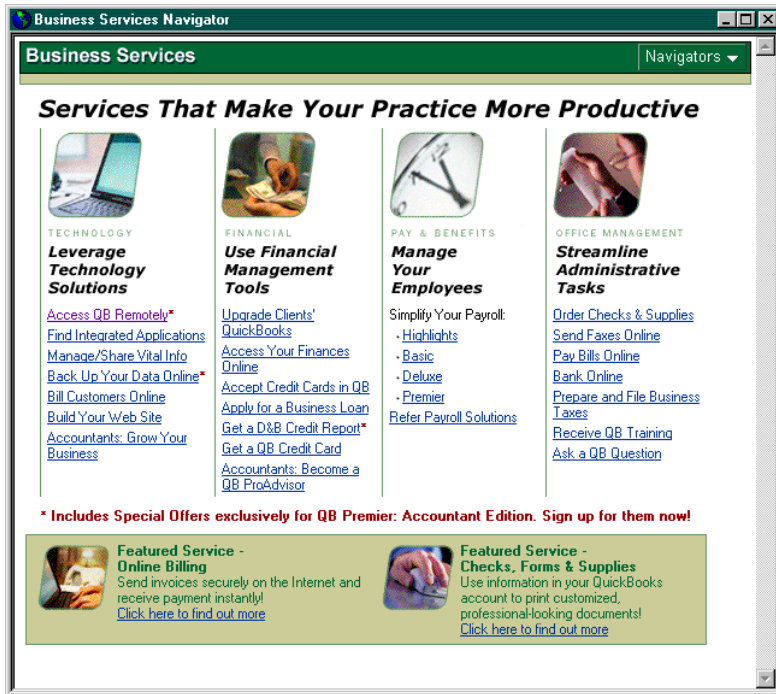 Business Services Navigator
Business Services
Navigators
Services That Make Your Practice More Productive
TECHNOLOGY
Leverage
Technology
Solutions
Access QB Remotely*
Find Integrated Applications
Manage/Share Vital Info
Back Up Your Data Online*
Bill Customers Online
Build Your Web Site
Accountants: Grow Your
Business
FINANCIAL
Use Financial
Management
Tools
Upgrade Clients'
QuickBooks
Access Your Finances
Online
Accept Credit Cards in QB
Apply for a Business Loan
Get a D&B Credit Report*
Get a QB Credit Card
Accountants: Become a
QB ProAdvisor
PAY & BENEFITS
Manage
Your
Employees
Simplify Your Payroll:
· Highlights
· Basic
· Deluxe
· Premier
Refer Payroll Solutions
OFFICE MANAGEMENT
Streamline
Administrative
Tasks
Order Checks & Supplies
Send Faxes Online
Pay Bills Online
Bank Online
Prepare and File Business
Taxes
Receive QB Training
Ask a QB Question
* Includes Special Offers exclusively for QB Premier: Accountant Edition. Sign up for them now!
Featured Service -
Online Billing
Send invoices securely on the Internet and
receive payment instantly!
Click here to find out more
Featured Service -
Checks, Forms & Supplies
Use information in your QuickBooks
account to print customized,
professional-looking documents!
Click here to find out more